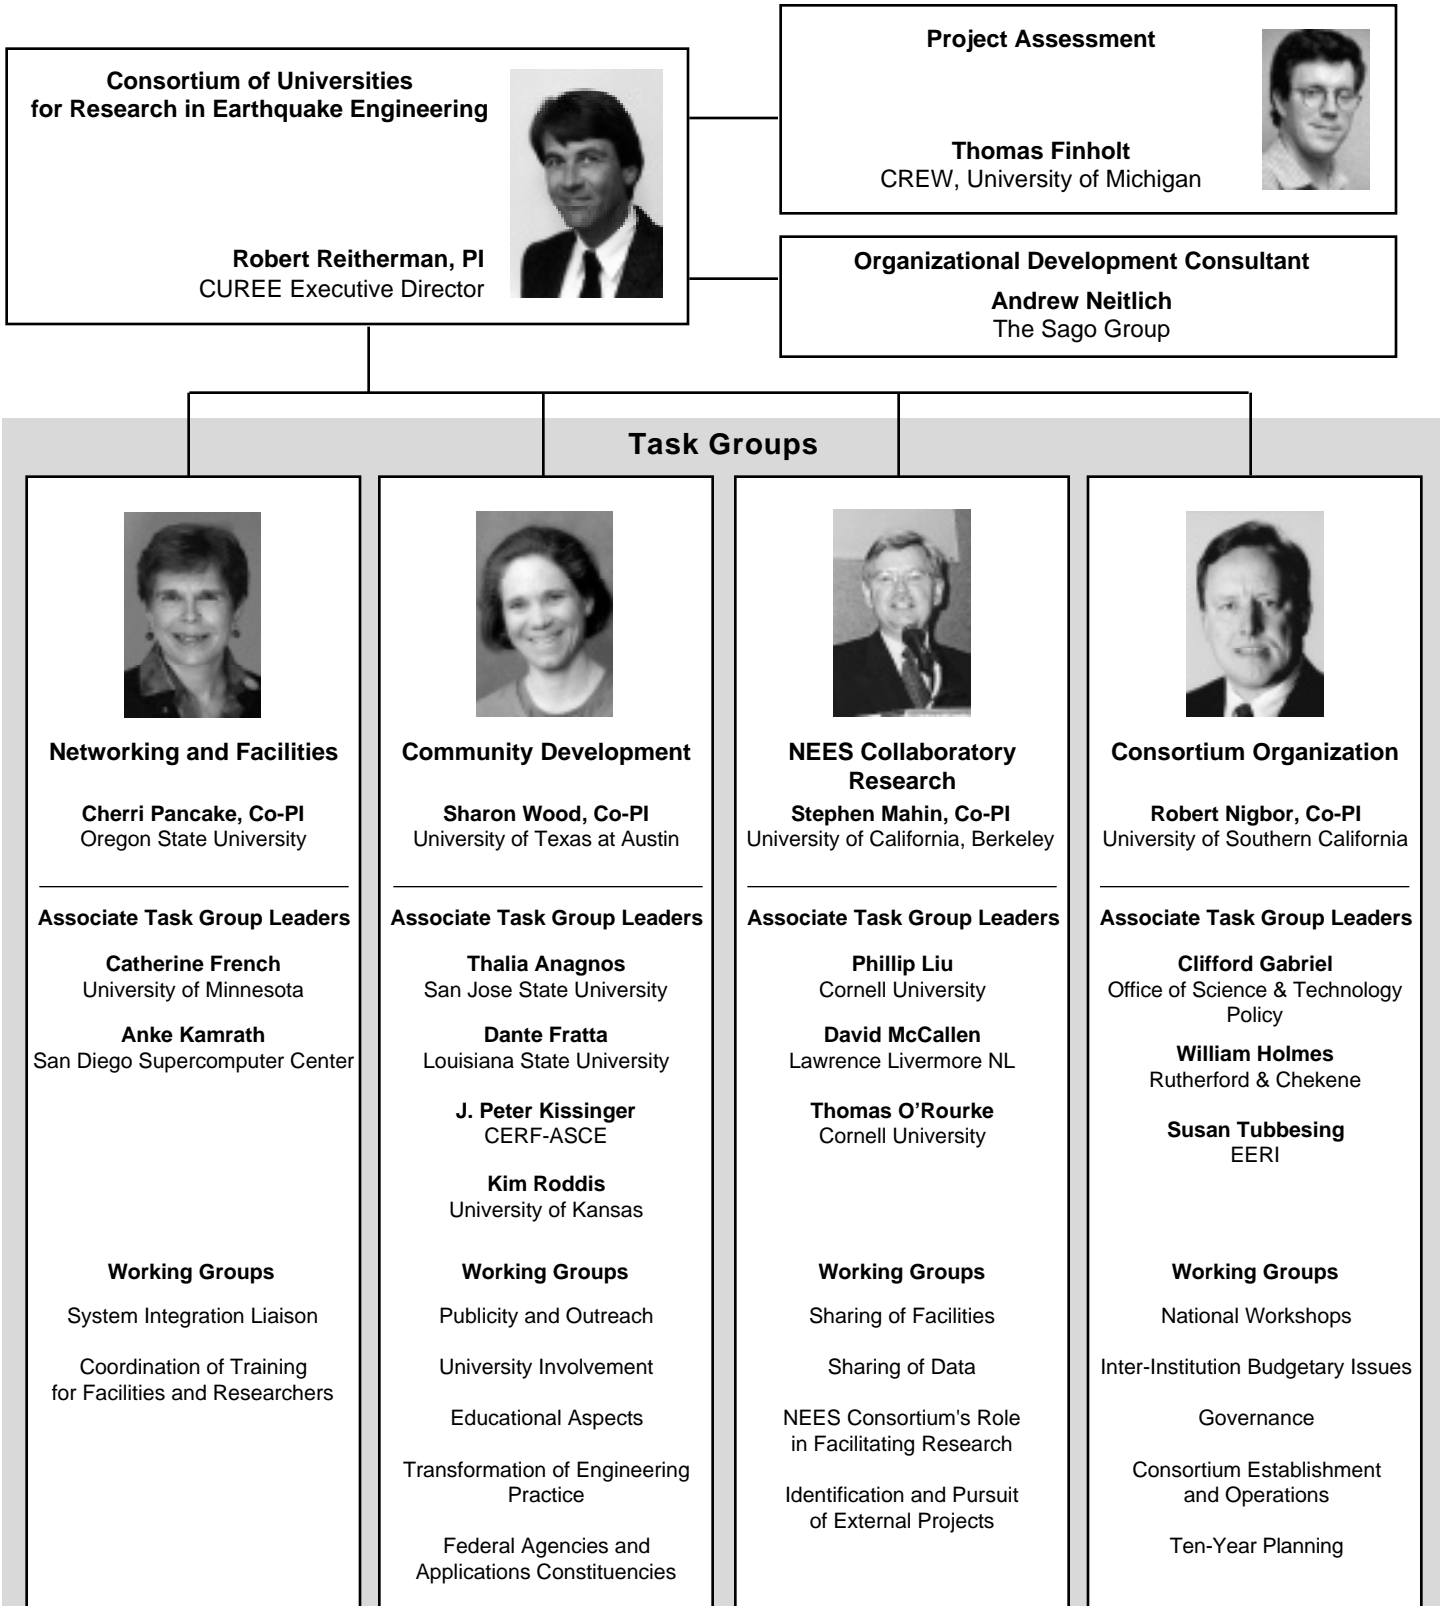 Consortium of Universities
for Research in Earthquake Engineering
Robert Reitherman, PI
CUREE Executive Director
Project Assessment
Thomas Finholt
CREW, University of Michigan
Organizational Development Consultant
Andrew Neitlich
The Sago Group
Task Groups
Networking and Facilities
Cherri Pancake, Co-PI
Oregon State University
Associate Task Group Leaders
Catherine French
University of Minnesota
Anke Kamrath
San Diego Supercomputer Center
Working Groups
System Integration Liaison
Coordination of Training
for Facilities and Researchers
Community Development
Sharon Wood, Co-PI
University of Texas at Austin
Associate Task Group Leaders
Thalia Anagnos
San Jose State University
Dante Fratta
Louisiana State University
J. Peter Kissinger
CERF-ASCE
Kim Roddis
University of Kansas
Working Groups
Publicity and Outreach
University Involvement
Educational Aspects
Transformation of Engineering
Practice
Federal Agencies and
Applications Constituencies
NEES Collaboratory
Research
Stephen Mahin, Co-PI
University of California, Berkeley
Associate Task Group Leaders
Phillip Liu
Cornell University
David McCallen
Lawrence Livermore NL
Thomas O’Rourke
Cornell University
Working Groups
Sharing of Facilities
Sharing of Data
NEES Consortium's Role
in Facilitating Research
Identification and Pursuit
of External Projects
Consortium Organization
Robert Nigbor, Co-PI
University of Southern California
Associate Task Group Leaders
Clifford Gabriel
Office of Science & Technology
Policy
William Holmes
Rutherford & Chekene
Susan Tubbesing
EERI
Working Groups
National Workshops
Inter-Institution Budgetary Issues
Governance
Consortium Establishment
and Operations
Ten-Year Planning